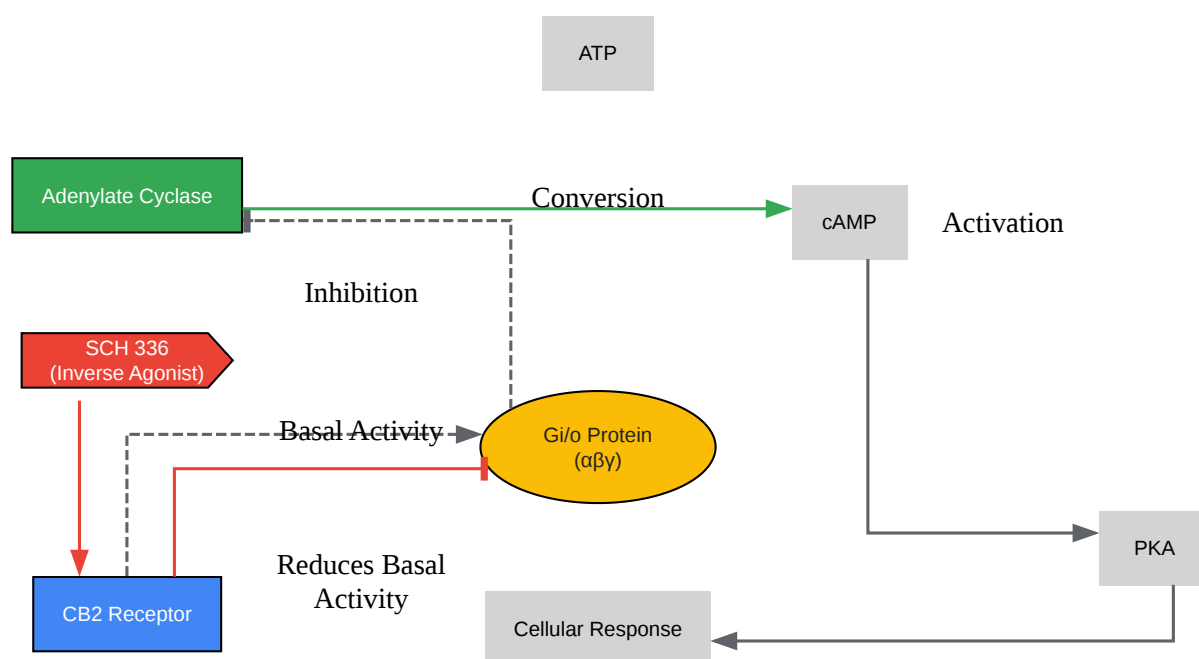 ATP
Adenylate Cyclase
Conversion
cAMP
Activation
Inhibition
SCH 336
(Inverse Agonist)
Basal Activity
Gi/o Protein
(αβγ)
PKA
Reduces Basal
Activity
CB2 Receptor
Cellular Response